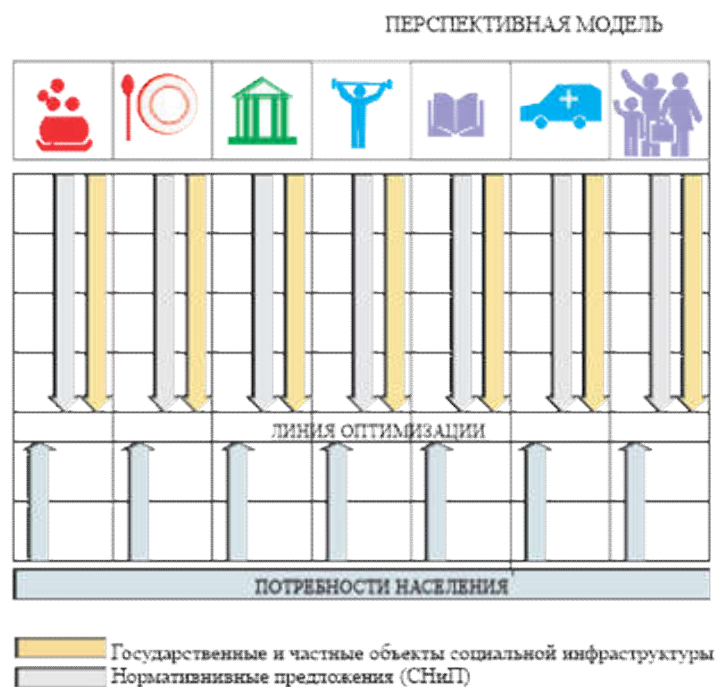 ПЕРСПЕКТИВНАЯ МОДЕЛЬ
ЛИНИЯ ОПТИМИЗАЦИИ
ПОТРЕБНОСТИ НАСЕЛЕНИЯ
Государственные и частные объекты социальной инфраструктуры
Нормативнивные предложения (СНиП)